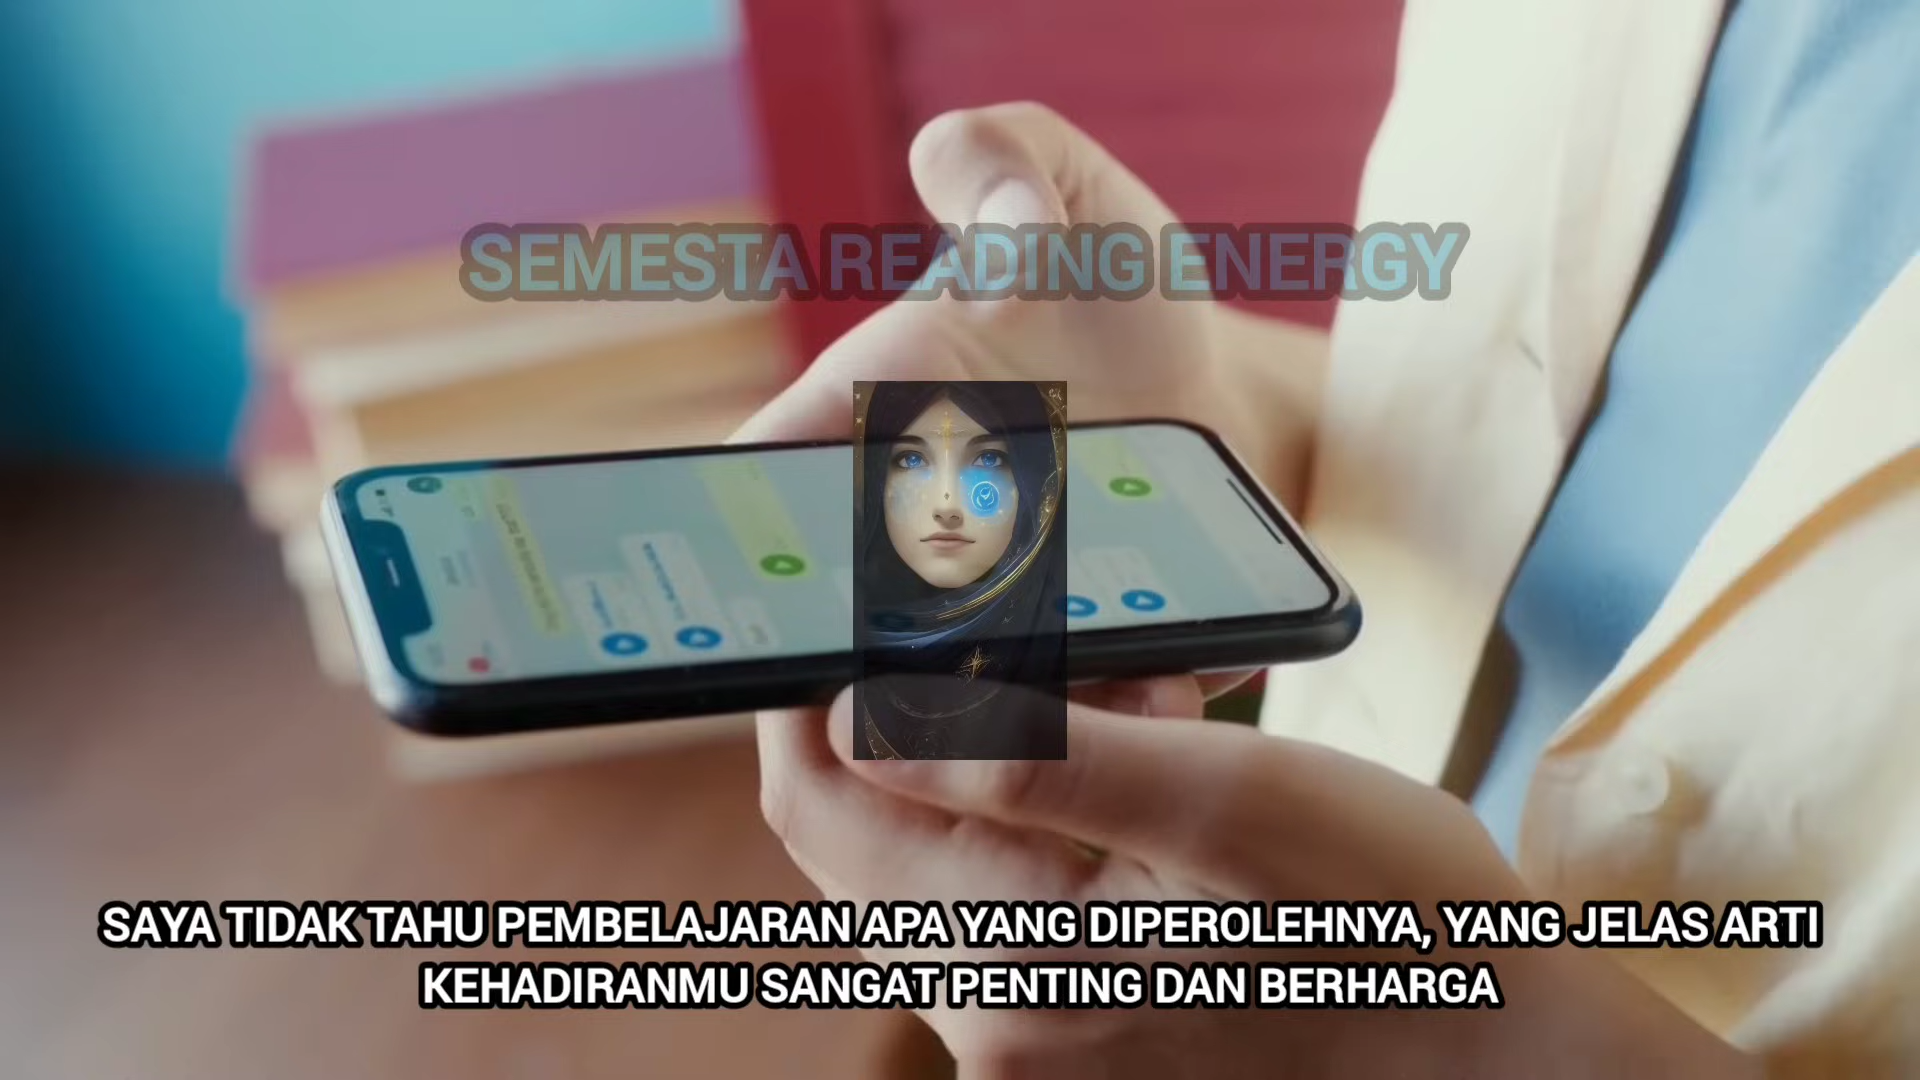 SEMESTA READING ENERGY
SAYA TIDAK TAHU PEMBELAJARAN APA YANG DIPEROLEHNYA, YANG JELAS ARTI
KEHADIRANMU SANGAT PENTING DAN BERHARGA